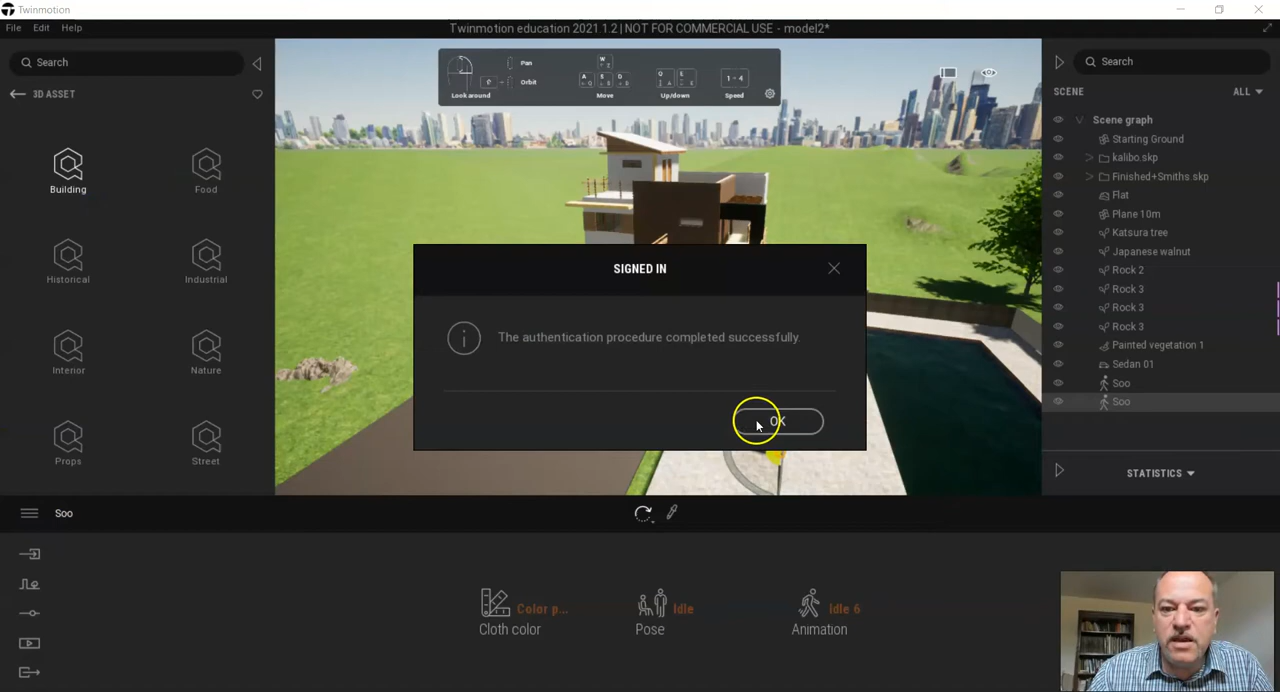 Twinmotion
File Edit Help
Twinmotion education 2021.1.2 | NOT FOR COMMERCIAL USE - model2*
Search
3D ASSET
Building
Food
Historical
Industrial
Interior
Nature
Props
Street
Look around
Pan
Orbit
Move
Up/down
1 - 4
Speed
SIGNED IN
The authentication procedure completed successfully.
OK
Search
SCENE
ALL
Scene graph
Starting Ground
kalibo.skp
Finished+Smiths.skp
Flat
Plane 10m
Katsura tree
Japanese walnut
Rock 2
Rock 3
Rock 3
Rock 3
Painted vegetation 1
Sedan 01
Soo
Soo
STATISTICS
Soo
Color p...
Cloth color
Idle
Pose
Idle 6
Animation